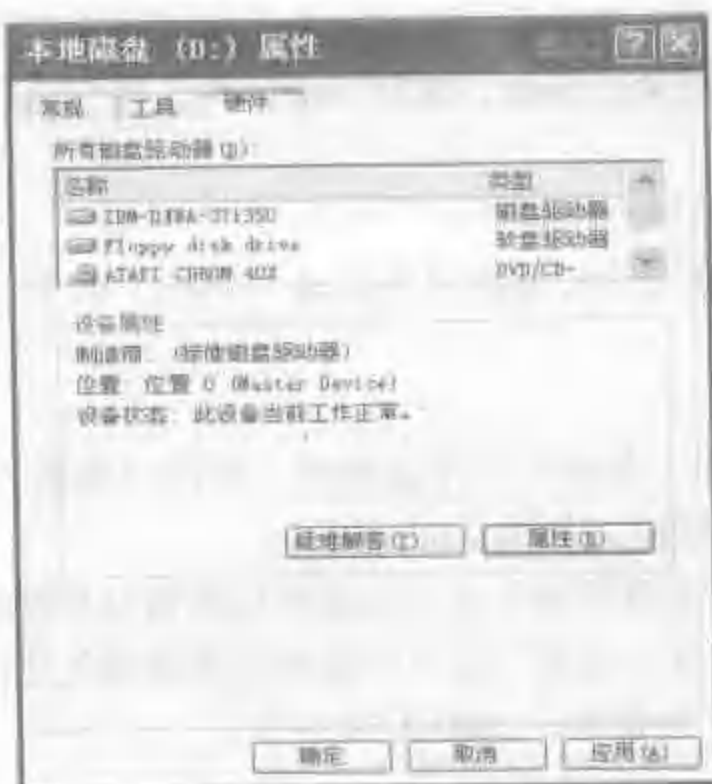 本地磁盘 (D:) 属性
常规 工具 硬件
所有磁盘驱动器(D):
名称 类型
磁盘驱动器
Floppy disk drive 软盘驱动器
ATAPI CDROM 40X DVD/CD-
设备属性
制造商: (标准磁盘驱动器)
位置: 位置 0 (Master Device)
设备状态: 此设备当前工作正常。
疑难解答(T) 属性(R)
确定 取消 应用(A)